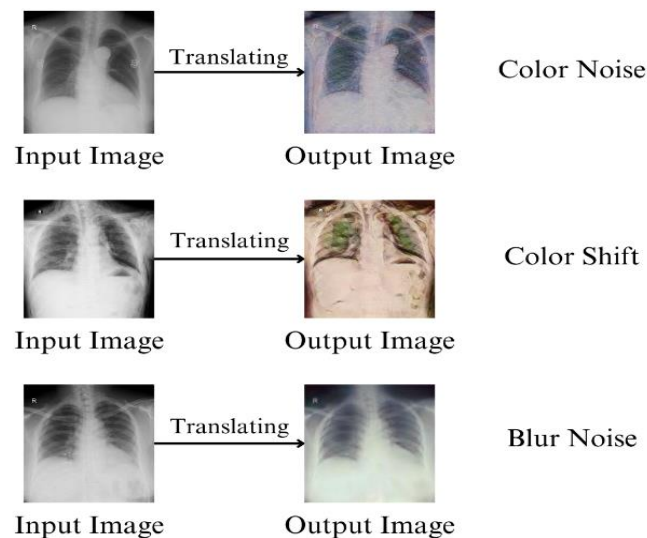 R
Translating
R
Color Noise
Input Image
Output Image
Translating
Color Shift
Input Image
Output Image
R
Translating
R
Blur Noise
Input Image
Output Image